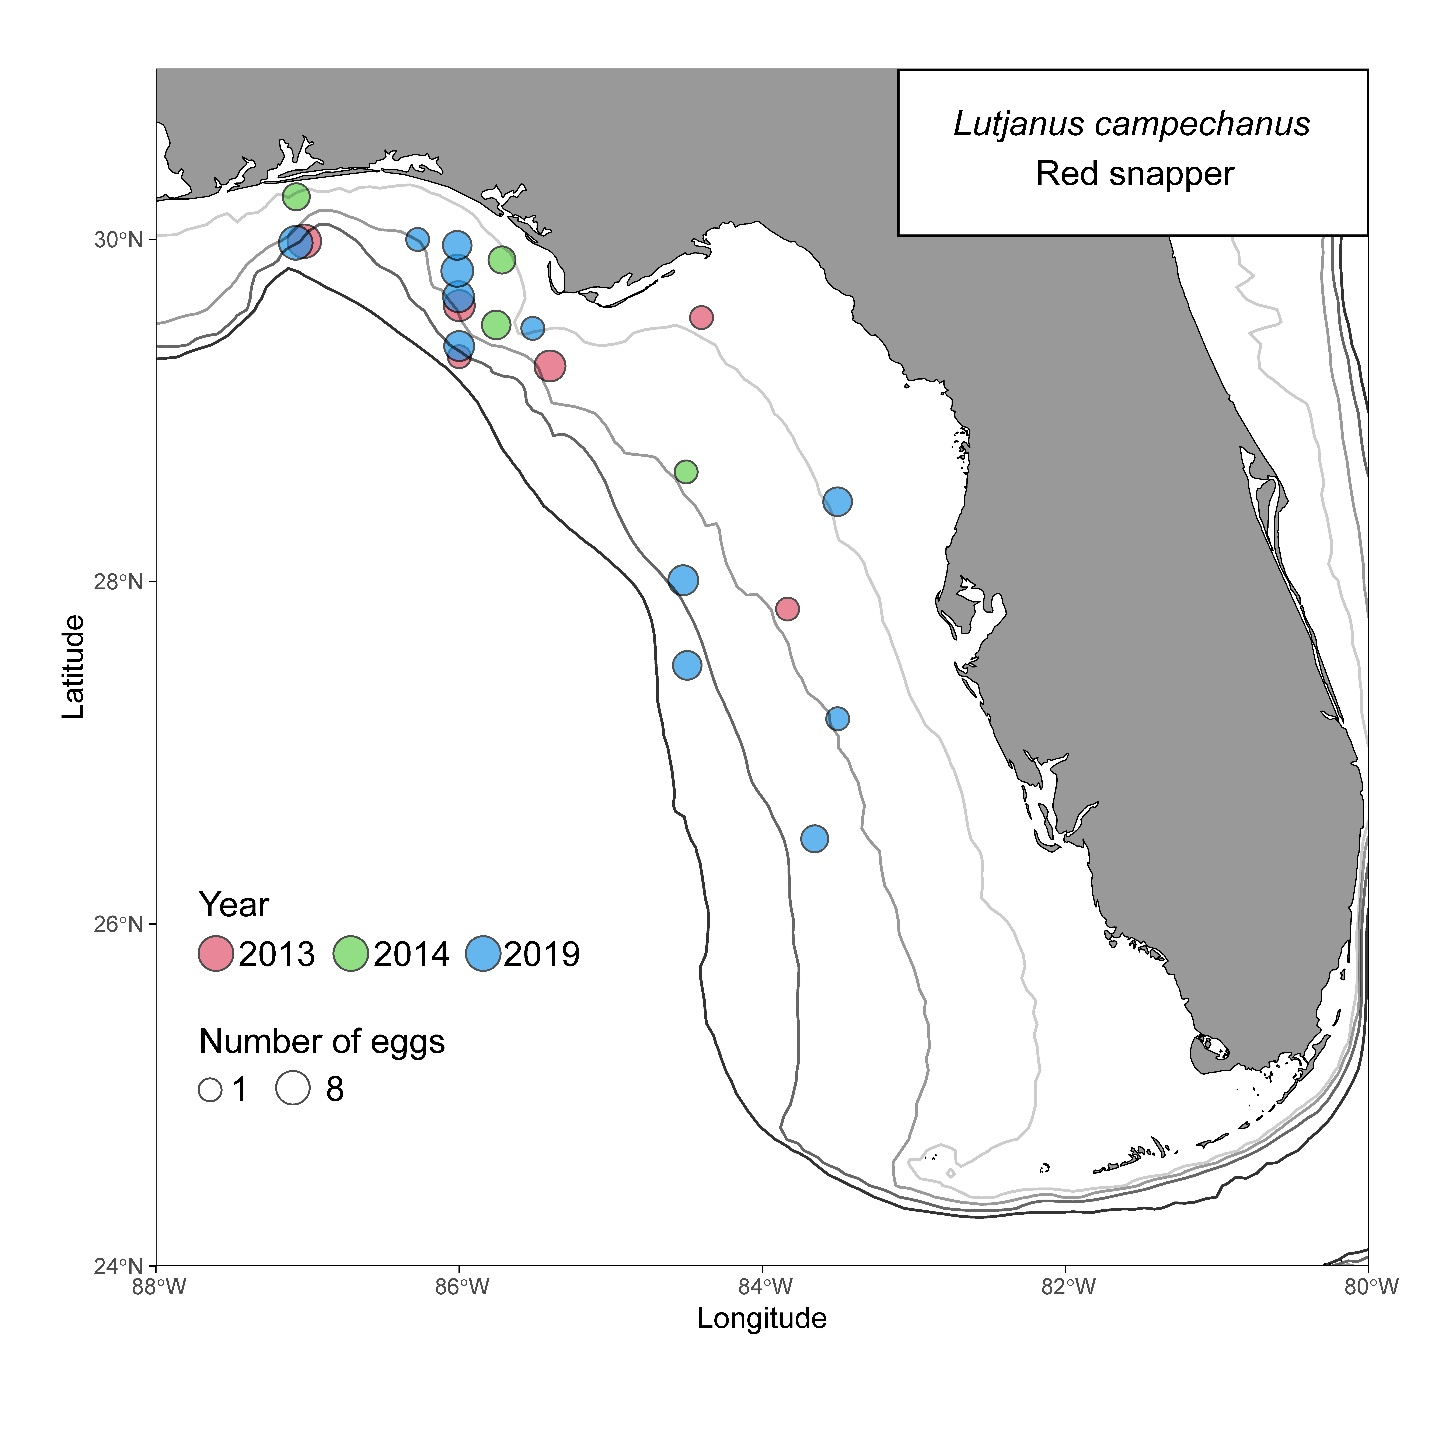 Lutjanus campechanus
Red snapper
30°N
28°N
26°N
24°N
Latitude
Year
2013 2014 2019
Number of eggs
1 8
88°W 86°W 84°W 82°W 80°W
Longitude